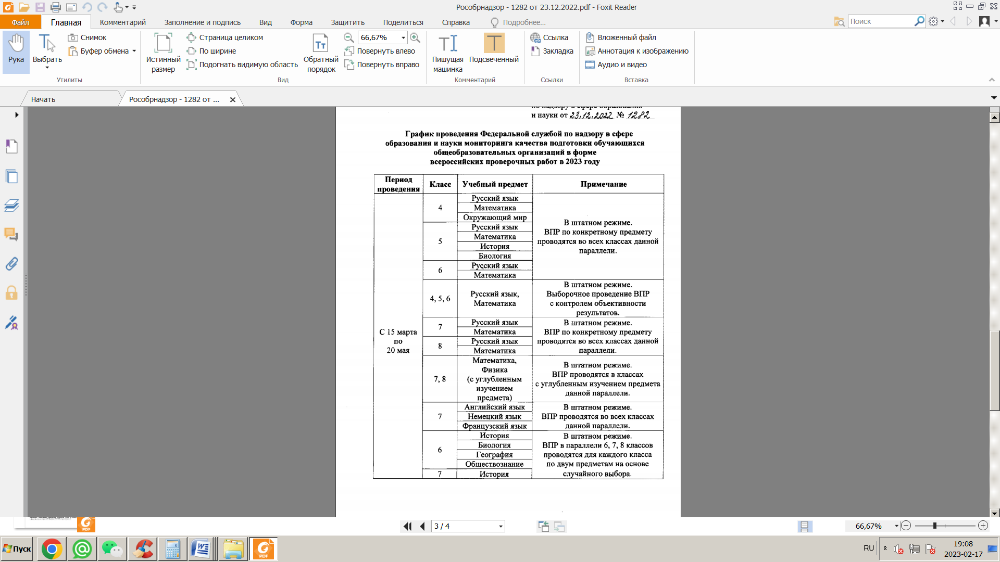 Рособрнадзор - 1282 от 23.12.2022.pdf - Foxit Reader
Файл
Главная
Комментарий
Заполнение и подпись
Вид
Форма
Защитить
Поделиться
Справка
Подробнее...
Поиск
Рука
Выбрать
Снимок
Буфер обмена
Истинный размер
Страница целиком
По ширине
Подогнать видимую область
Обратный порядок
66,67%
Повернуть влево
Повернуть вправо
Пишущая машинка
Подсвеченный
Ссылка
Закладка
Вложенный файл
Аннотация к изображению
Аудио и видео
Утилиты
Вид
Комментарий
Ссылки
Вставка
Начать
Рособрнадзор - 1282 от ...
по надзору в сфере образования
и науки от 23.12.2022 № 1282
График проведения Федеральной службой по надзору в сфере
образования и науки мониторинга качества подготовки обучающихся
общеобразовательных организаций в форме
всероссийских проверочных работ в 2023 году
Период проведения
Класс
Учебный предмет
Примечание
С 15 марта
по
20 мая
4
Русский язык
Математика
Окружающий мир
5
Русский язык
Математика
История
Биология
6
Русский язык
Математика
В штатном режиме.
ВПР по конкретному предмету
проводятся во всех классах данной
параллели.
4, 5, 6
Русский язык,
Математика
В штатном режиме.
Выборочное проведение ВПР
с контролем объективности
результатов.
7
Русский язык
Математика
8
Русский язык
Математика
В штатном режиме.
ВПР по конкретному предмету
проводятся во всех классах данной
параллели.
7, 8
Математика,
Физика
(с углубленным
изучением
предмета)
В штатном режиме.
ВПР проводятся в классах
с углубленным изучением предмета
данной параллели.
7
Английский язык
Немецкий язык
Французский язык
В штатном режиме.
ВПР проводятся во всех классах
данной параллели.
6
История
Биология
География
Обществознание
7
История
В штатном режиме.
ВПР в параллели 6, 7, 8 классов
проводятся для каждого класса
по двум предметам на основе
случайного выбора.
PDF
3 / 4
66,67%
Пуск
PDF
RU
19:08
2023-02-17